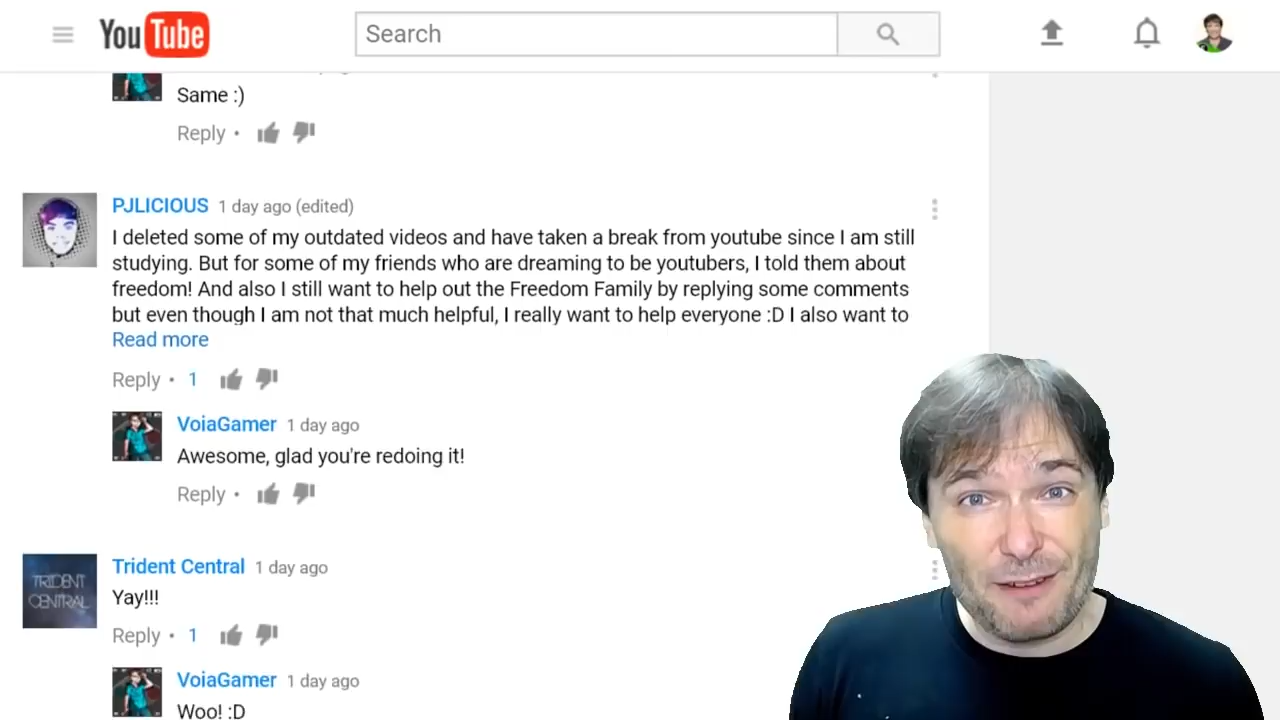 YouTube
Search
Same :)
Reply •
PJLICIOUS 1 day ago (edited)
I deleted some of my outdated videos and have taken a break from youtube since I am still
studying. But for some of my friends who are dreaming to be youtubers, I told them about
freedom! And also I still want to help out the Freedom Family by replying some comments
but even though I am not that much helpful, I really want to help everyone :D I also want to
Read more
Reply • 1
VoiaGamer 1 day ago
Awesome, glad you're redoing it!
Reply •
TRIDENT
CENTRAL
Trident Central 1 day ago
Yay!!!
Reply • 1
VoiaGamer 1 day ago
Woo! :D